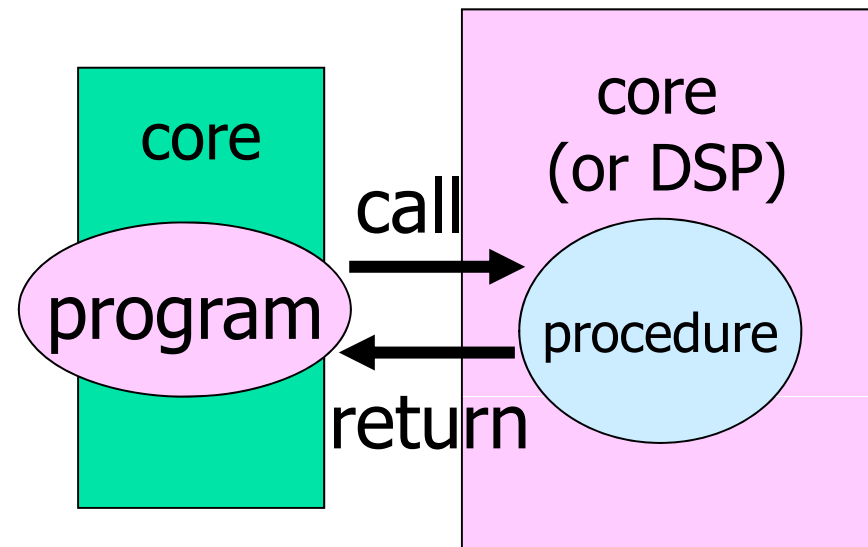 core
program
call
return
core
(or DSP)
procedure